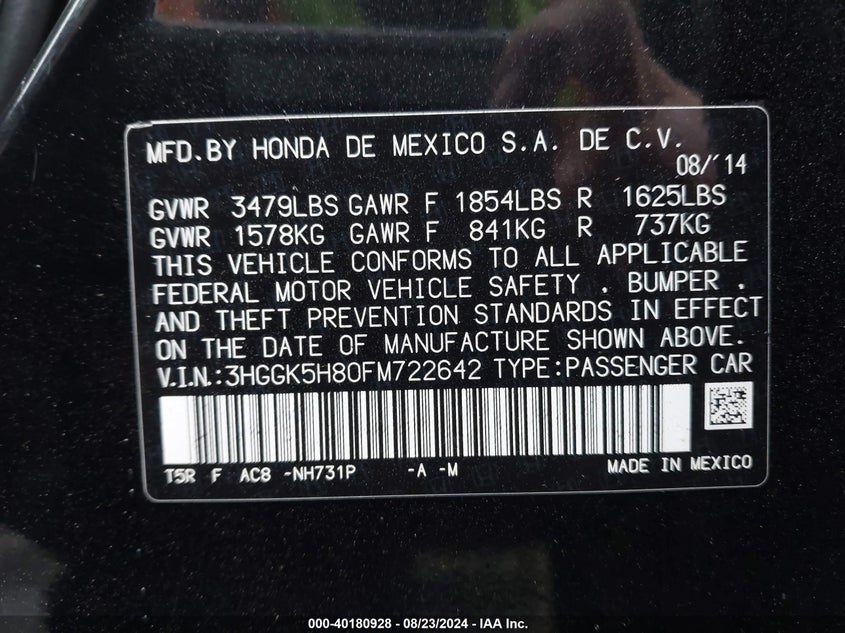 MFD.BY HONDA DE MEXICO S.A. DE C.V.
08/'14
GVWR 3479LBS GAWR F 1854LBS R 1625LBS
GVWR 1578KG GAWR F 841KG R 737KG
THIS VEHICLE CONFORMS TO ALL APPLICABLE
FEDERAL MOTOR VEHICLE SAFETY . BUMPER .
AND THEFT PREVENTION STANDARDS IN EFFECT
ON THE DATE OF MANUFACTURE SHOWN ABOVE.
V.I.N.:3HGGK5H80FM722642 TYPE:PASSENGER CAR
T5R F AC8 -NH731P -A -M MADE IN MEXICO
000-40180928 - 08/23/2024 - IAA Inc.